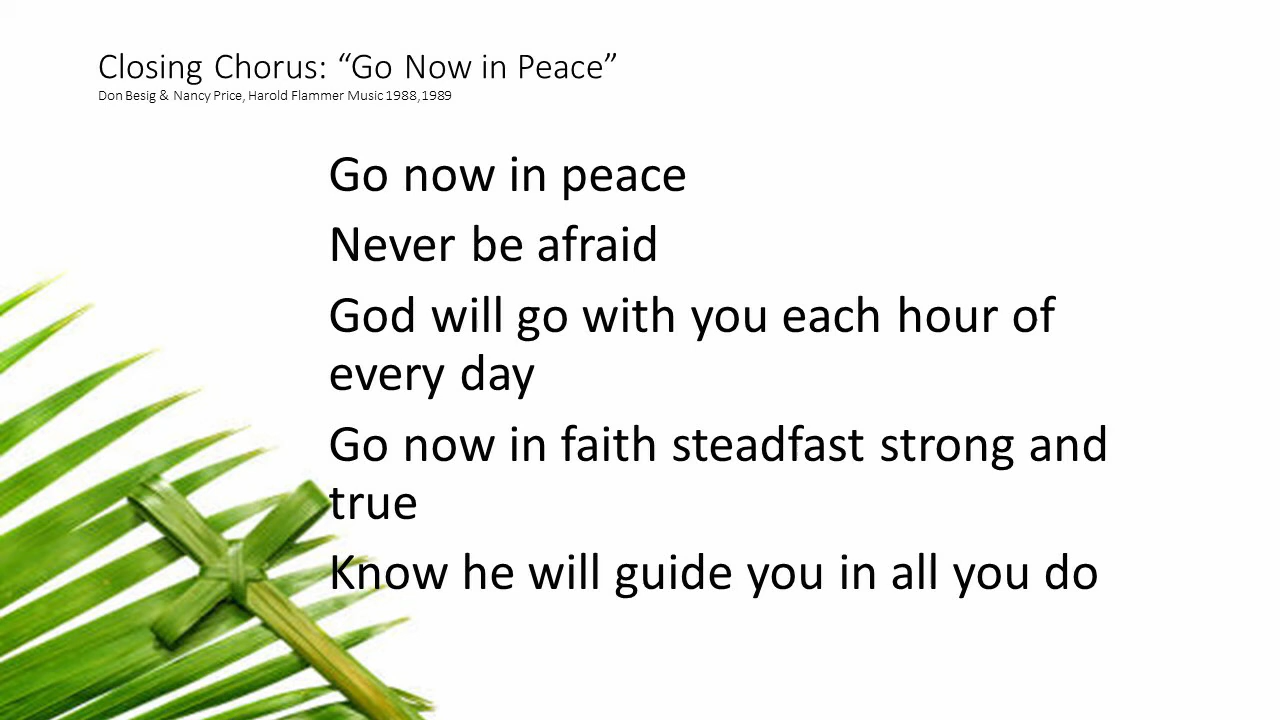 Closing Chorus: “Go Now in Peace”
Don Besig & Nancy Price, Harold Flammer Music 1988,1989
Go now in peace
Never be afraid
God will go with you each hour of
every day
Go now in faith steadfast strong and
true
Know he will guide you in all you do